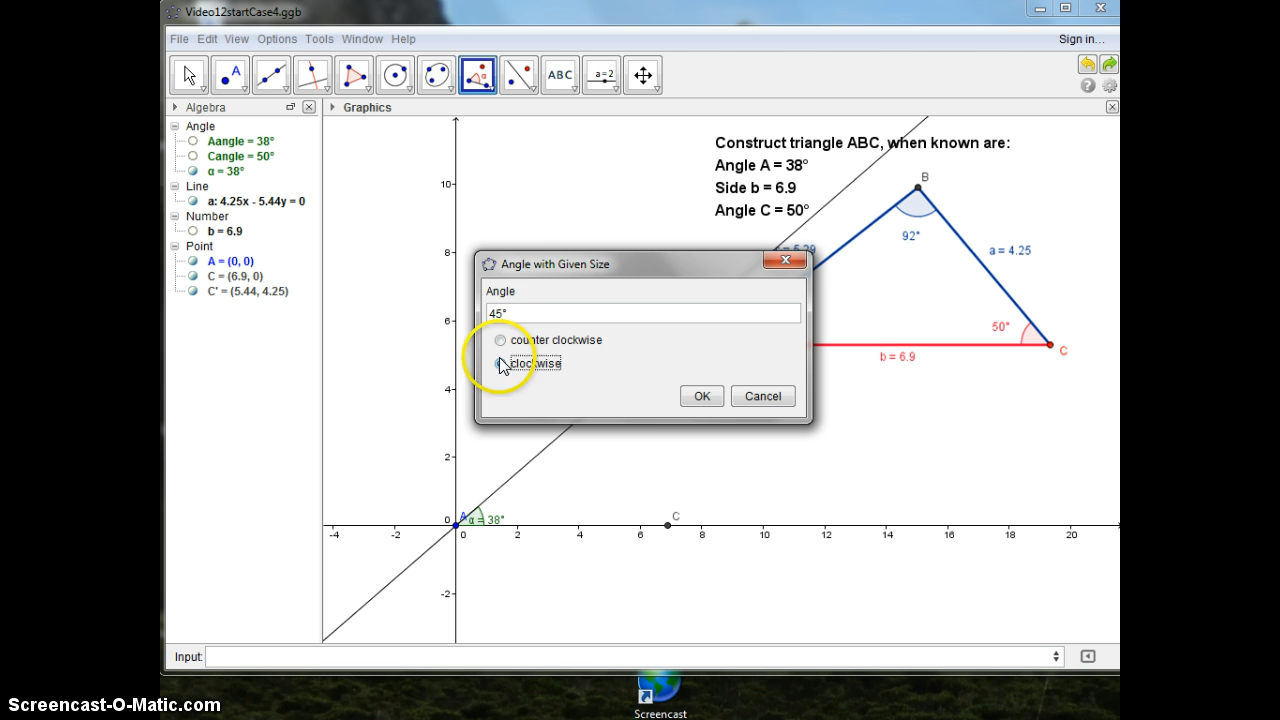 Video12startCase4.ggb
File Edit View Options Tools Window Help
Sign in...
A
α
ABC
a=2
Algebra
Graphics
Angle
Aangle = 38°
Cangle = 50°
α = 38°
Line
a: 4.25x - 5.44y = 0
Number
b = 6.9
Point
A = (0, 0)
C = (6.9, 0)
C' = (5.44, 4.25)
Construct triangle ABC, when known are:
Angle A = 38°
Side b = 6.9
Angle C = 50°
B
92°
a = 4.25
50°
C
b = 6.9
Angle with Given Size
Angle
45°
counter clockwise
clockwise
OK
Cancel
10
8
6
4
2
0
-2
A
α = 38°
C
-4 -2 0 2 4 6 8 10 12 14 16 18 20
Input:
Screencast
Screencast-O-Matic.com